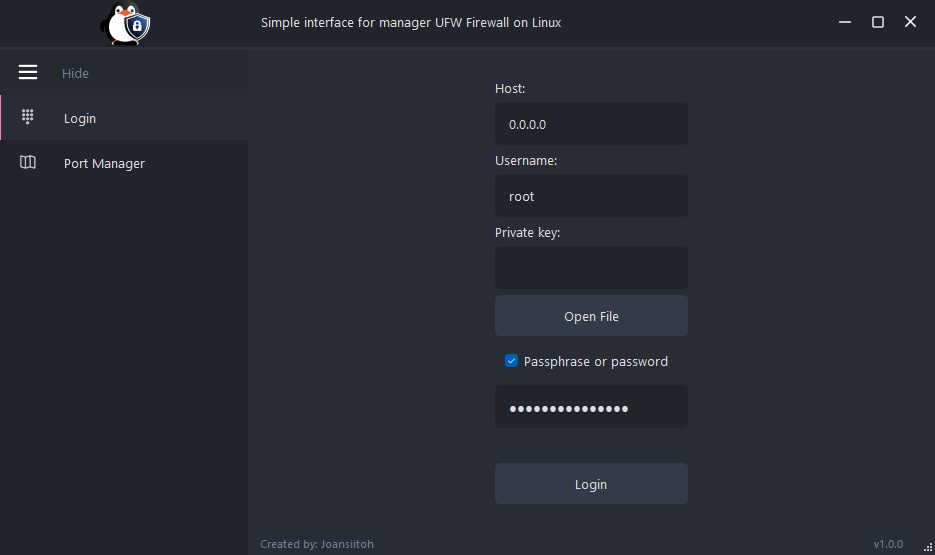 Simple interface for manager UFW Firewall on Linux
Hide
Login
Port Manager
Host:
0.0.0.0
Username:
root
Private key:
Open File
Passphrase or password
●●●●●●●●●●●●●●●
Login
Created by: Joansiitoh
v1.0.0